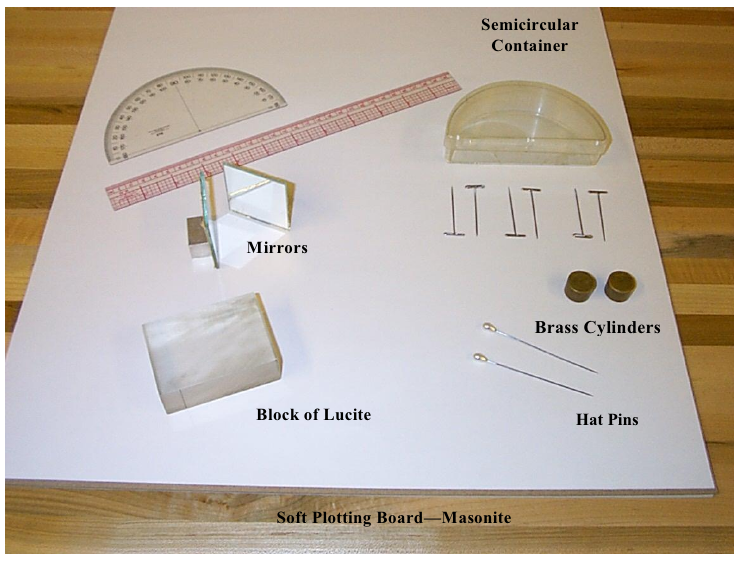 Semicircular
Container
Mirrors
Brass Cylinders
Block of Lucite
Hat Pins
Soft Plotting Board—Masonite